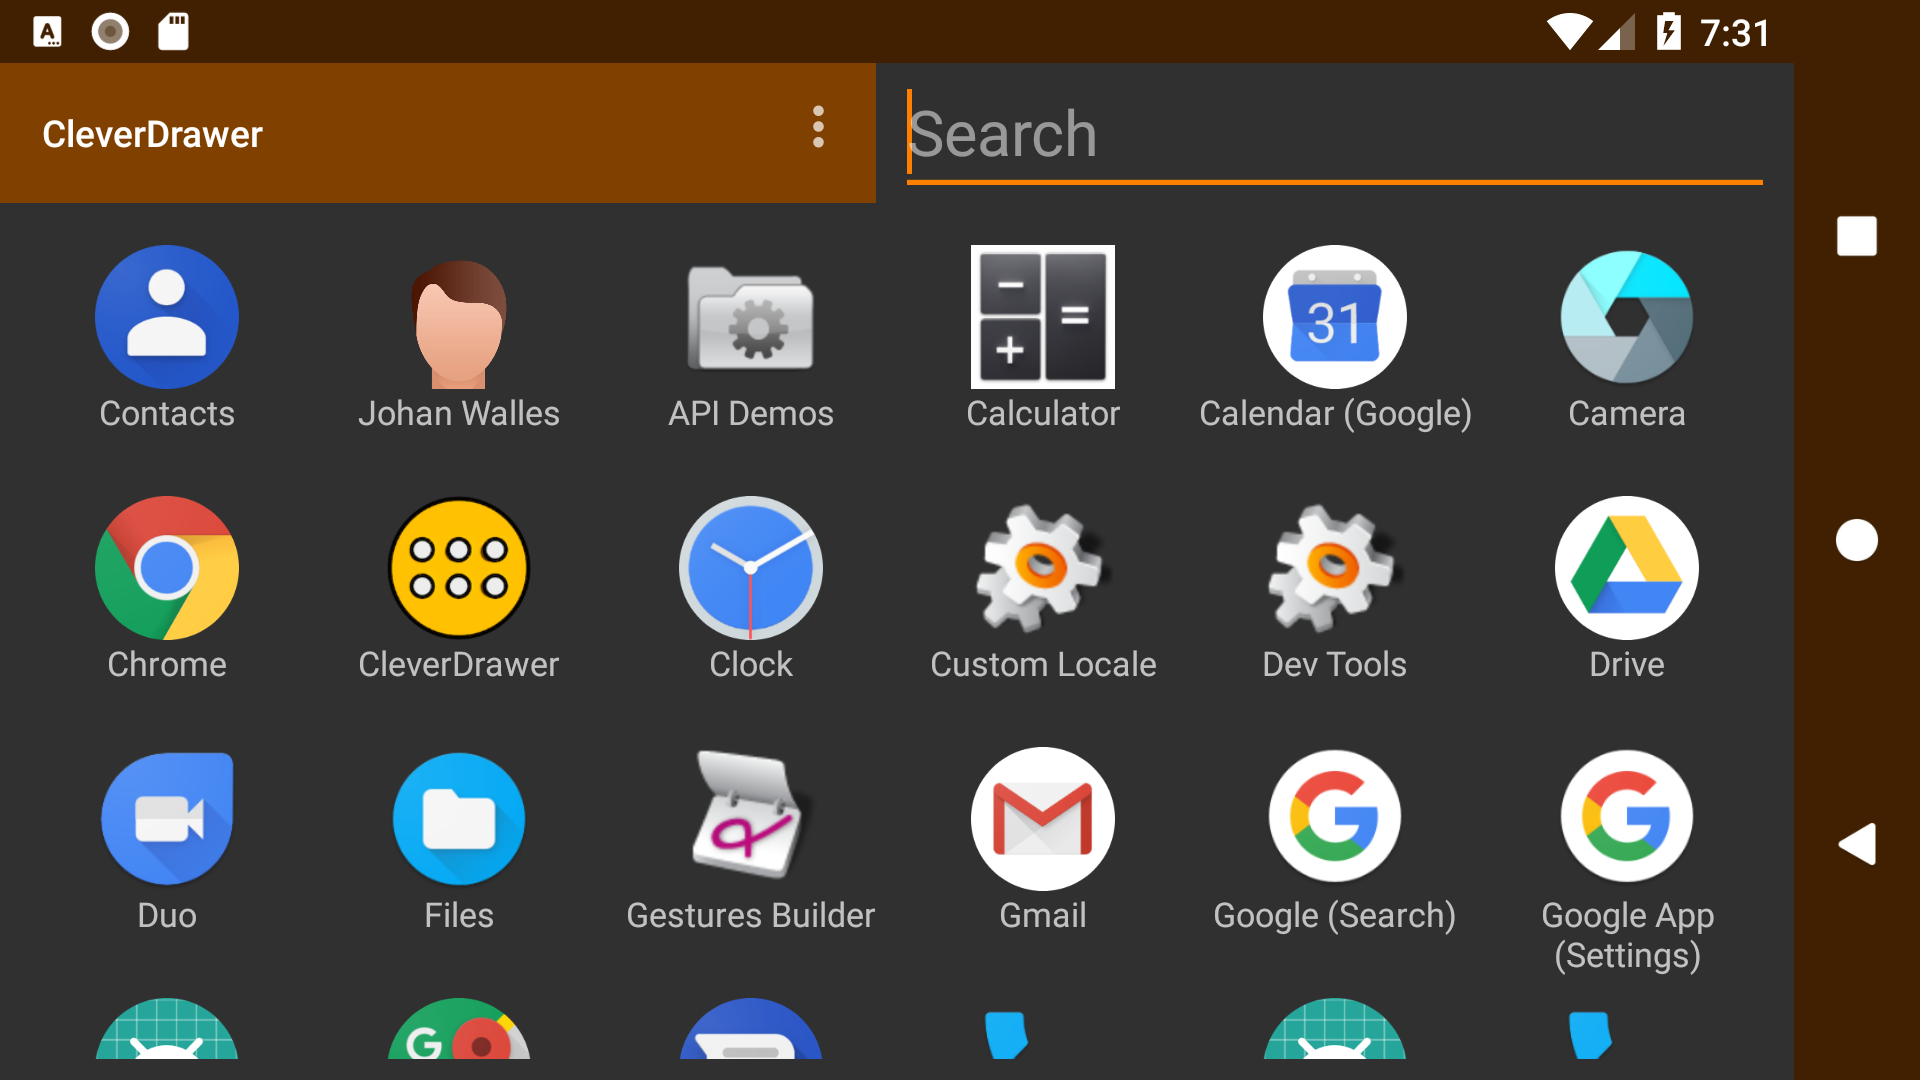 7:31
CleverDrawer
Search
31
Contacts
Johan Walles
API Demos
Calculator
Calendar (Google)
Camera
Chrome
CleverDrawer
Clock
Custom Locale
Dev Tools
Drive
Duo
Files
Gestures Builder
Gmail
Google (Search)
Google App
(Settings)